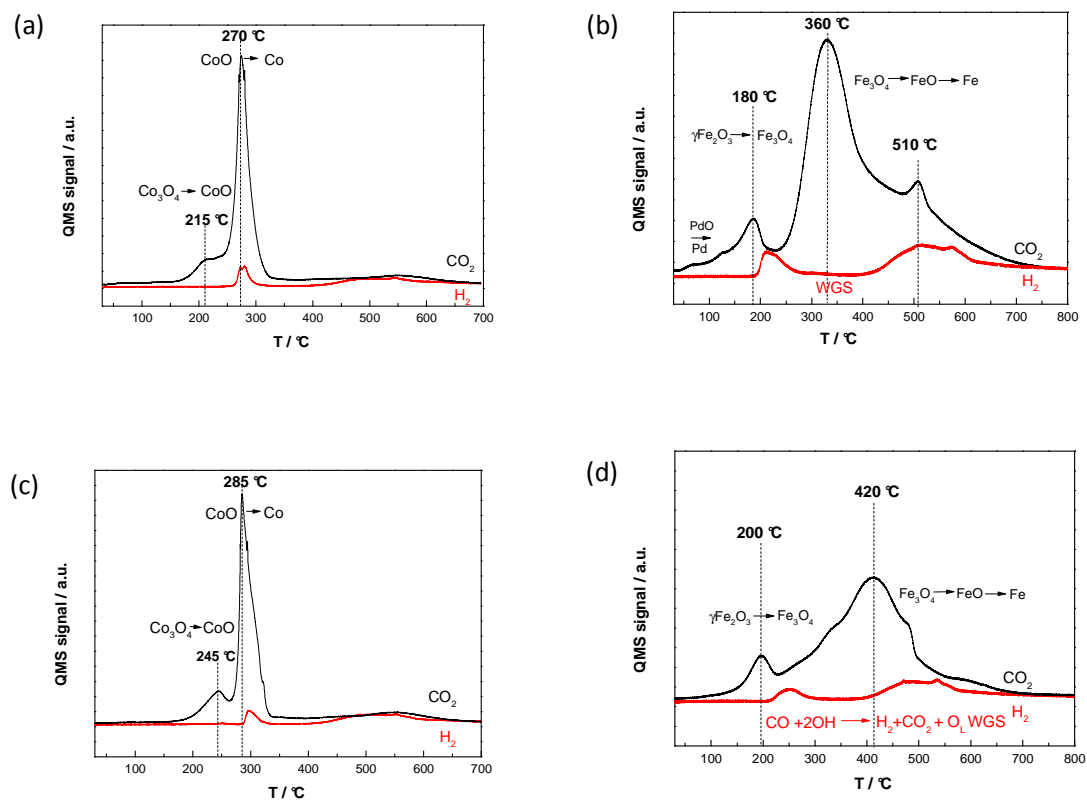 (a)
270 °C
CoO → Co
Co₃O₄ → CoO
215 °C
CO₂
H₂
QMS signal / a.u.
100 200 300 400 500 600 700
T / °C
(b)
360 °C
Fe₃O₄ → FeO → Fe
180 °C
γFe₂O₃ → Fe₃O₄
510 °C
PdO
→
Pd
CO₂
H₂
WGS
QMS signal / a.u.
100 200 300 400 500 600 700 800
T / °C
(c)
285 °C
CoO → Co
Co₃O₄ → CoO
245 °C
CO₂
H₂
QMS signal / a.u.
100 200 300 400 500 600 700
T / °C
(d)
420 °C
200 °C
Fe₃O₄ → FeO → Fe
γFe₂O₃ → Fe₃O₄
CO₂
H₂
CO +2OH → H₂+CO₂ + O_L WGS
QMS signal / a.u.
100 200 300 400 500 600 700 800
T / °C